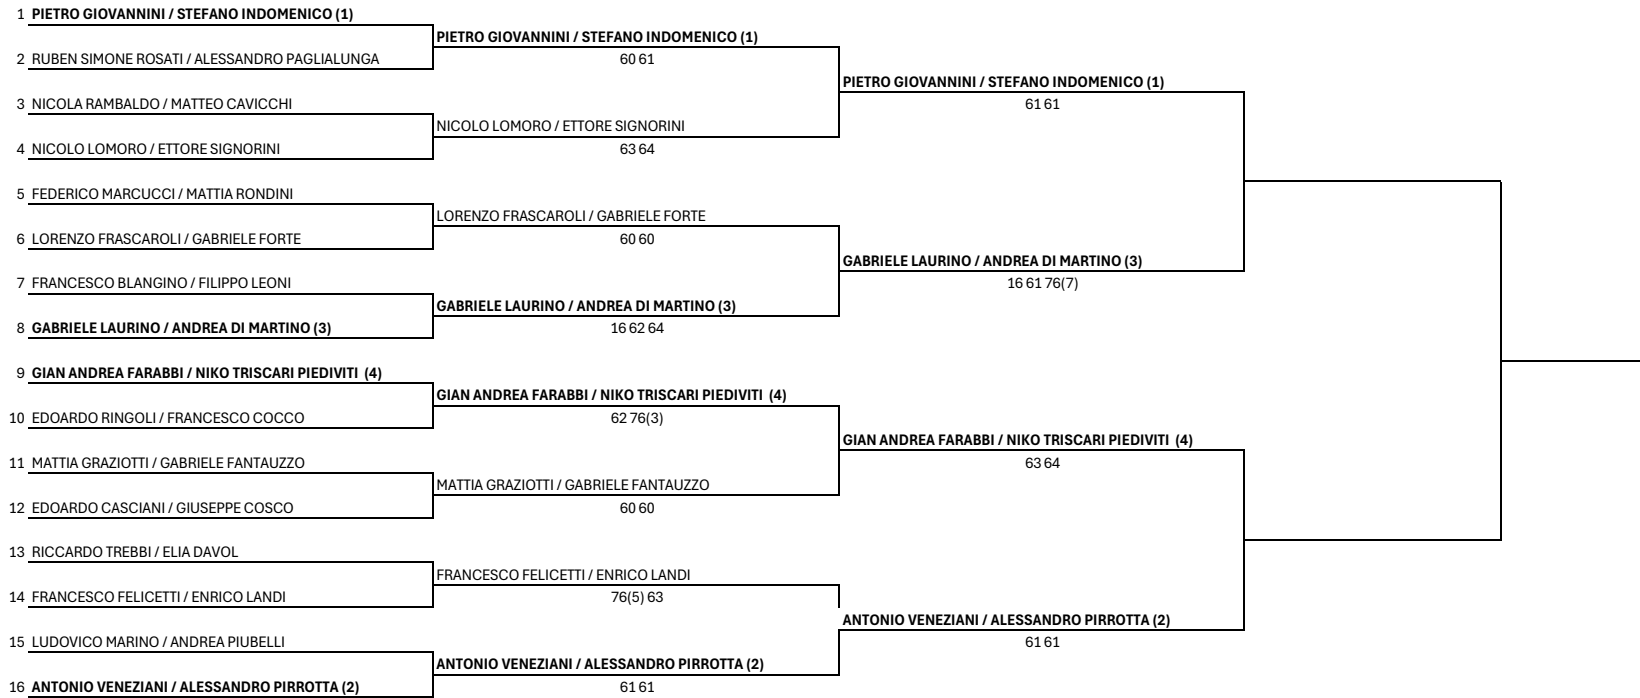 1 PIETRO GIOVANNINI / STEFANO INDOMENICO (1)
PIETRO GIOVANNINI / STEFANO INDOMENICO (1)
2 RUBEN SIMONE ROSATI / ALESSANDRO PAGLIALUNGA
60 61
PIETRO GIOVANNINI / STEFANO INDOMENICO (1)
3 NICOLA RAMBALDO / MATTEO CAVICCHI
61 61
NICOLO LOMORO / ETTORE SIGNORINI
4 NICOLO LOMORO / ETTORE SIGNORINI
63 64
5 FEDERICO MARCUCCI / MATTIA RONDINI
LORENZO FRASCAROLI / GABRIELE FORTE
6 LORENZO FRASCAROLI / GABRIELE FORTE
60 60
GABRIELE LAURINO / ANDREA DI MARTINO (3)
7 FRANCESCO BLANGINO / FILIPPO LEONI
16 61 76(7)
GABRIELE LAURINO / ANDREA DI MARTINO (3)
8 GABRIELE LAURINO / ANDREA DI MARTINO (3)
16 62 64
9 GIAN ANDREA FARABBI / NIKO TRISCARI PIEDIVITI (4)
GIAN ANDREA FARABBI / NIKO TRISCARI PIEDIVITI (4)
10 EDOARDO RINGOLI / FRANCESCO COCCO
62 76(3)
GIAN ANDREA FARABBI / NIKO TRISCARI PIEDIVITI (4)
11 MATTIA GRAZIOTTI / GABRIELE FANTAUZZO
63 64
MATTIA GRAZIOTTI / GABRIELE FANTAUZZO
12 EDOARDO CASCIANI / GIUSEPPE COSCO
60 60
13 RICCARDO TREBBI / ELIA DAVOL
FRANCESCO FELICETTI / ENRICO LANDI
14 FRANCESCO FELICETTI / ENRICO LANDI
76(5) 63
ANTONIO VENEZIANI / ALESSANDRO PIRROTTA (2)
15 LUDOVICO MARINO / ANDREA PIUBELLI
61 61
ANTONIO VENEZIANI / ALESSANDRO PIRROTTA (2)
16 ANTONIO VENEZIANI / ALESSANDRO PIRROTTA (2)
61 61